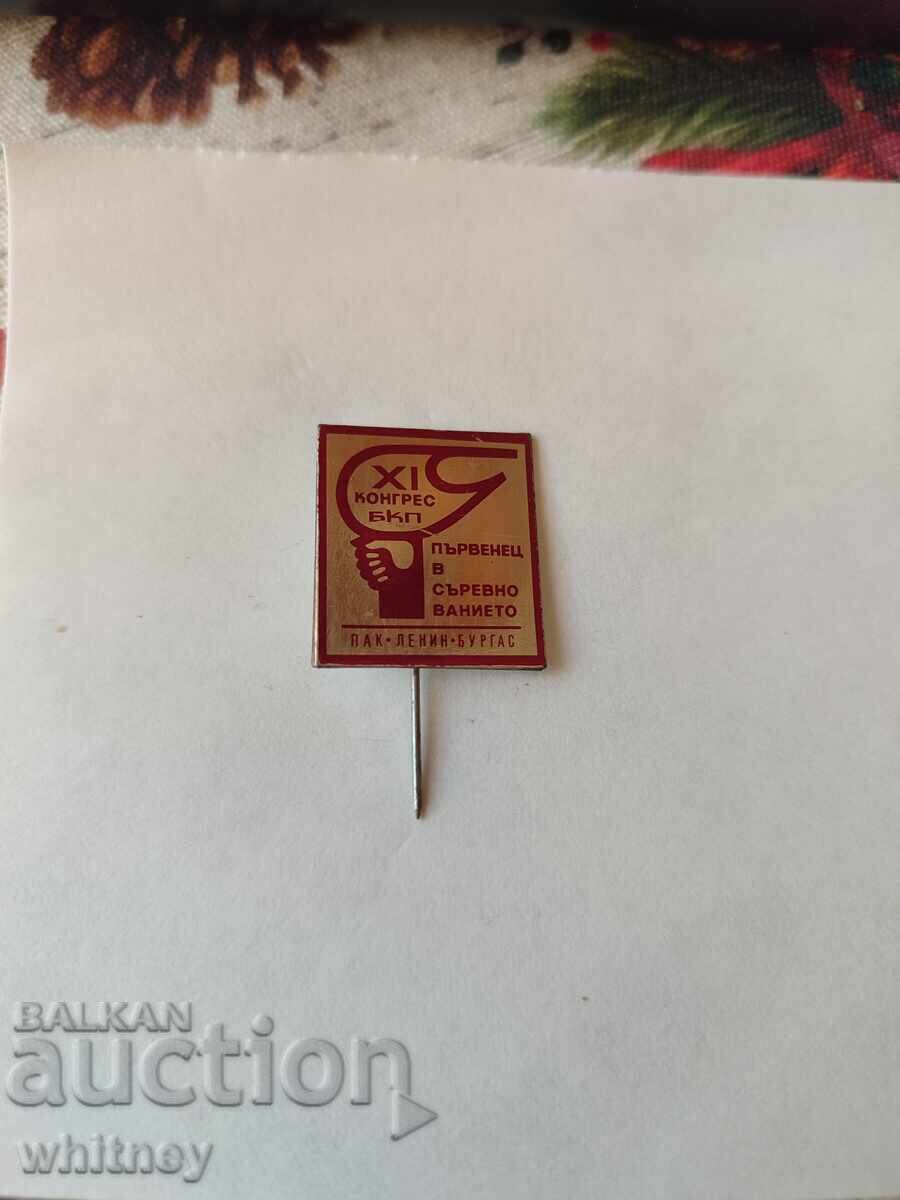 XI
КОНГРЕС
БКП
ПЪРВЕНЕЦ
В
СЪРЕВНО
ВАНИЕТО
ПАК•ЛЕНИН•БУРГАС
BALKAN
auction
whitney